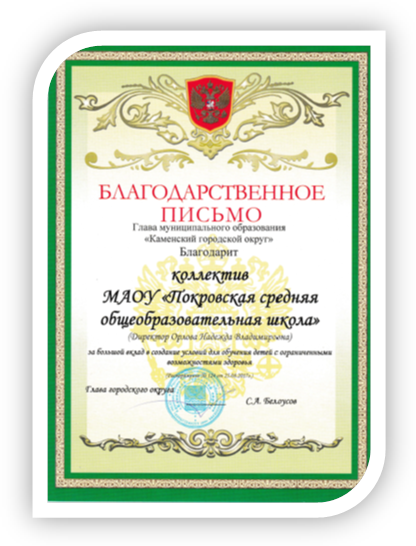 БЛАГОДАРСТВЕННОЕ
ПИСЬМО
Глава муниципального образования
«Каменский городской округ»
Благодарит
коллектив
МАОУ «Покровская средняя
общеобразовательная школа»
(Директор Орлова Надежда Владимировна)
за большой вклад в создание условий для обучения детей с ограниченными
возможностями здоровья
Глава городского округа
С.А. Белоусов